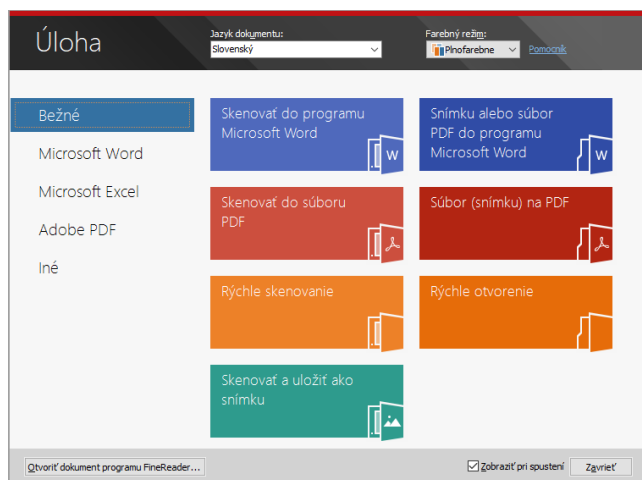 Úloha
Jazyk dokumentu:
Slovenský
Farebný režim:
Plnofarebne
Pomocník
Bežné
Microsoft Word
Microsoft Excel
Adobe PDF
Iné
Skenovať do programu
Microsoft Word
W
Snímku alebo súbor
PDF do programu
Microsoft Word
W
Skenovať do súboru
PDF
Súbor (snímku) na PDF
Rýchle skenovanie
Rýchle otvorenie
Skenovať a uložiť ako
snímku
Otvoriť dokument programu FineReader...
Zobraziť pri spustení
Zavrieť